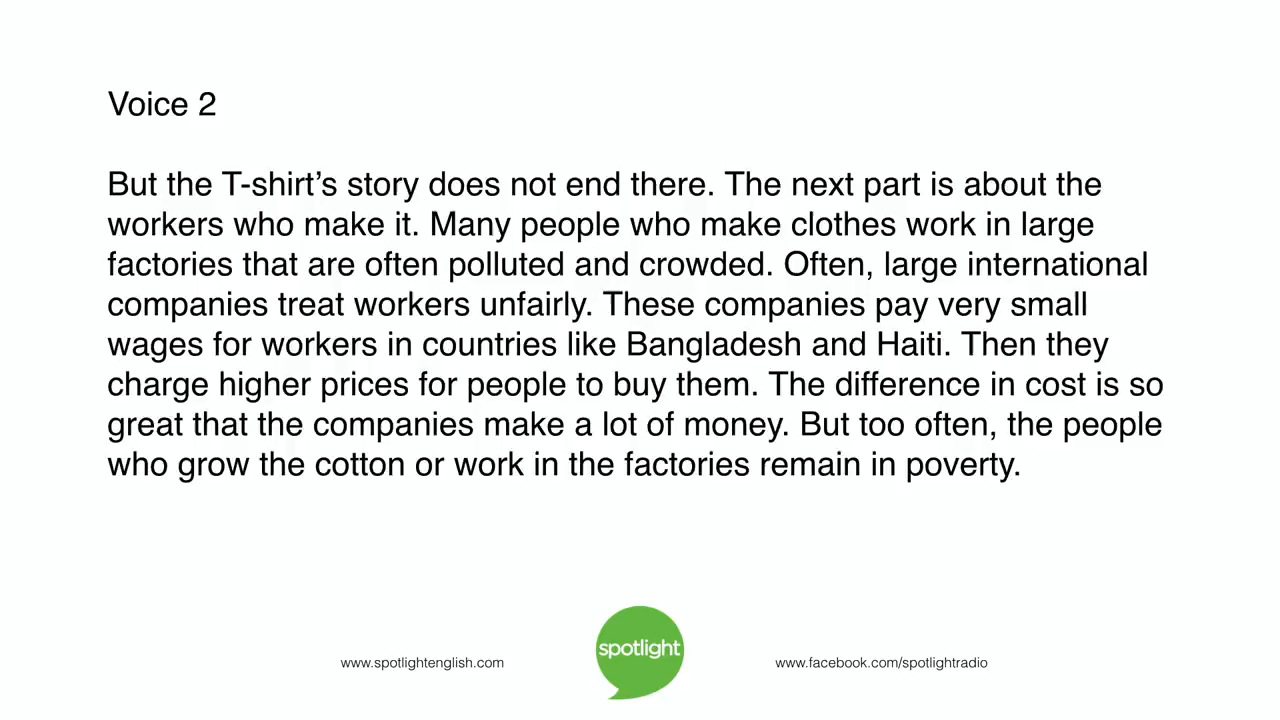 Voice 2
But the T-shirt’s story does not end there. The next part is about the
workers who make it. Many people who make clothes work in large
factories that are often polluted and crowded. Often, large international
companies treat workers unfairly. These companies pay very small
wages for workers in countries like Bangladesh and Haiti. Then they
charge higher prices for people to buy them. The difference in cost is so
great that the companies make a lot of money. But too often, the people
who grow the cotton or work in the factories remain in poverty.
www.spotlightenglish.com
spotlight
www.facebook.com/spotlightradio